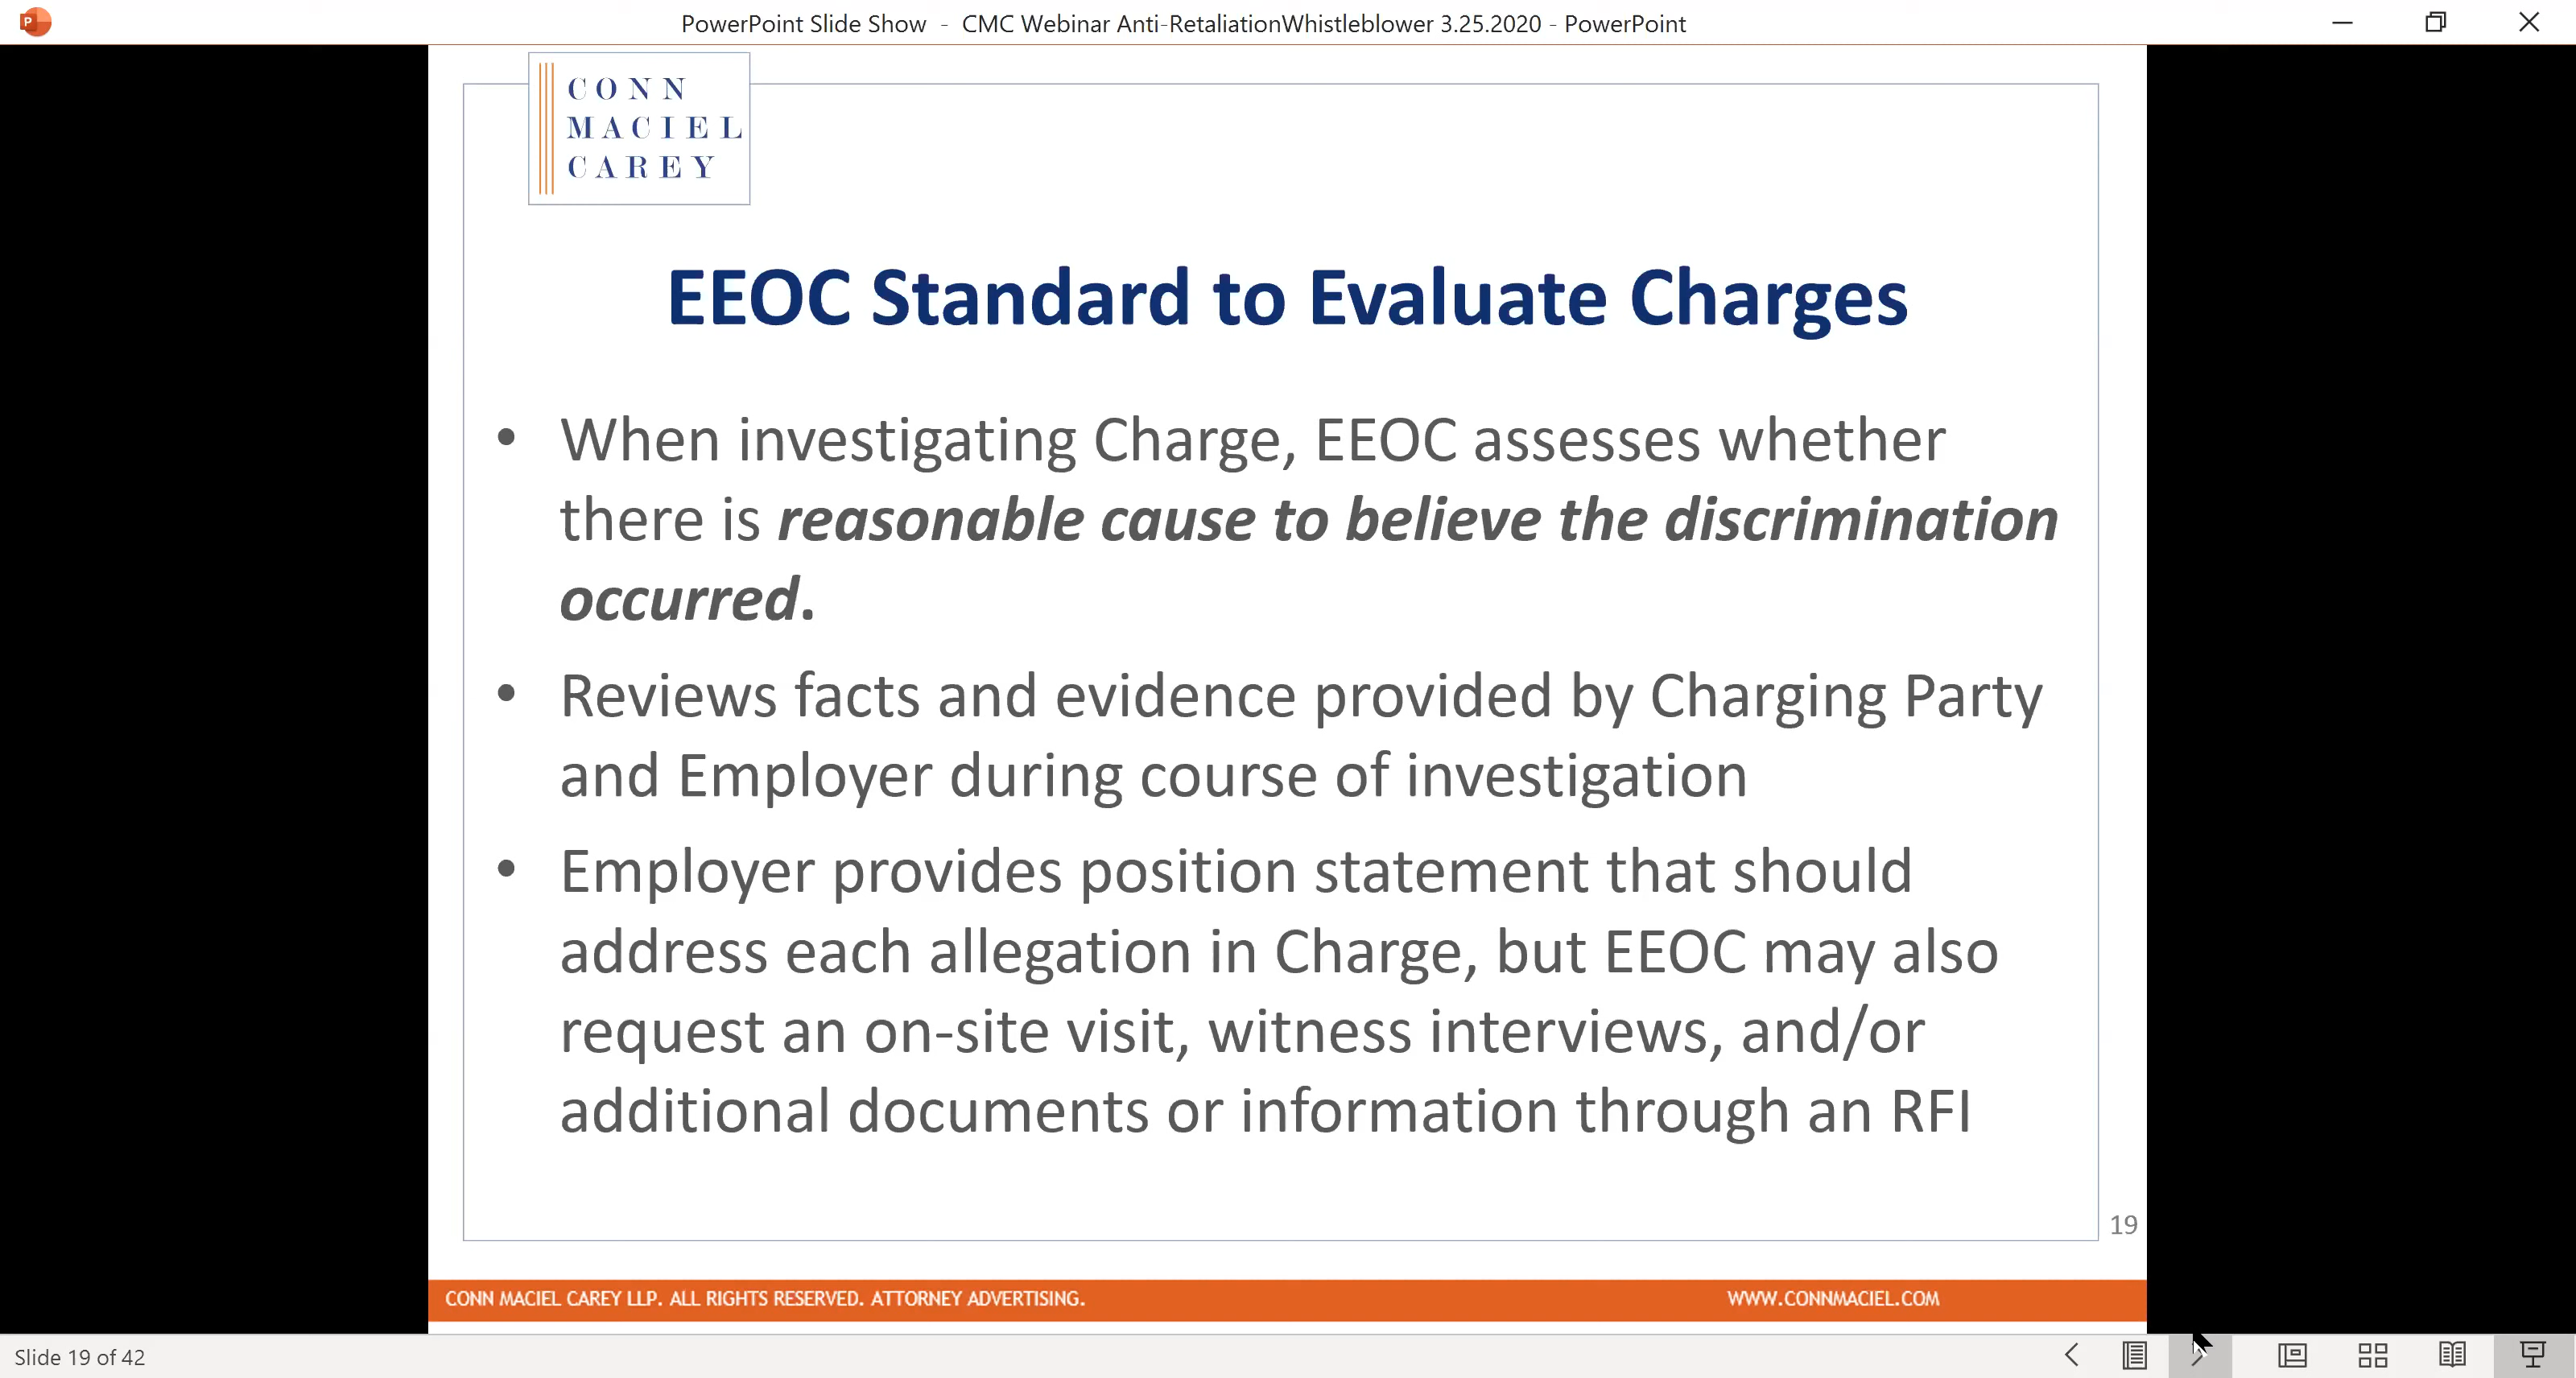 PowerPoint Slide Show - CMC Webinar Anti-RetaliationWhistleblower 3.25.2020 - PowerPoint
CONN
MACIEL
CAREY
EEOC Standard to Evaluate Charges
• When investigating Charge, EEOC assesses whether
there is reasonable cause to believe the discrimination
occurred.
• Reviews facts and evidence provided by Charging Party
and Employer during course of investigation
• Employer provides position statement that should
address each allegation in Charge, but EEOC may also
request an on-site visit, witness interviews, and/or
additional documents or information through an RFI
19
CONN MACIEL CAREY LLP. ALL RIGHTS RESERVED. ATTORNEY ADVERTISING. WWW.CONNMACIEL.COM
Slide 19 of 42